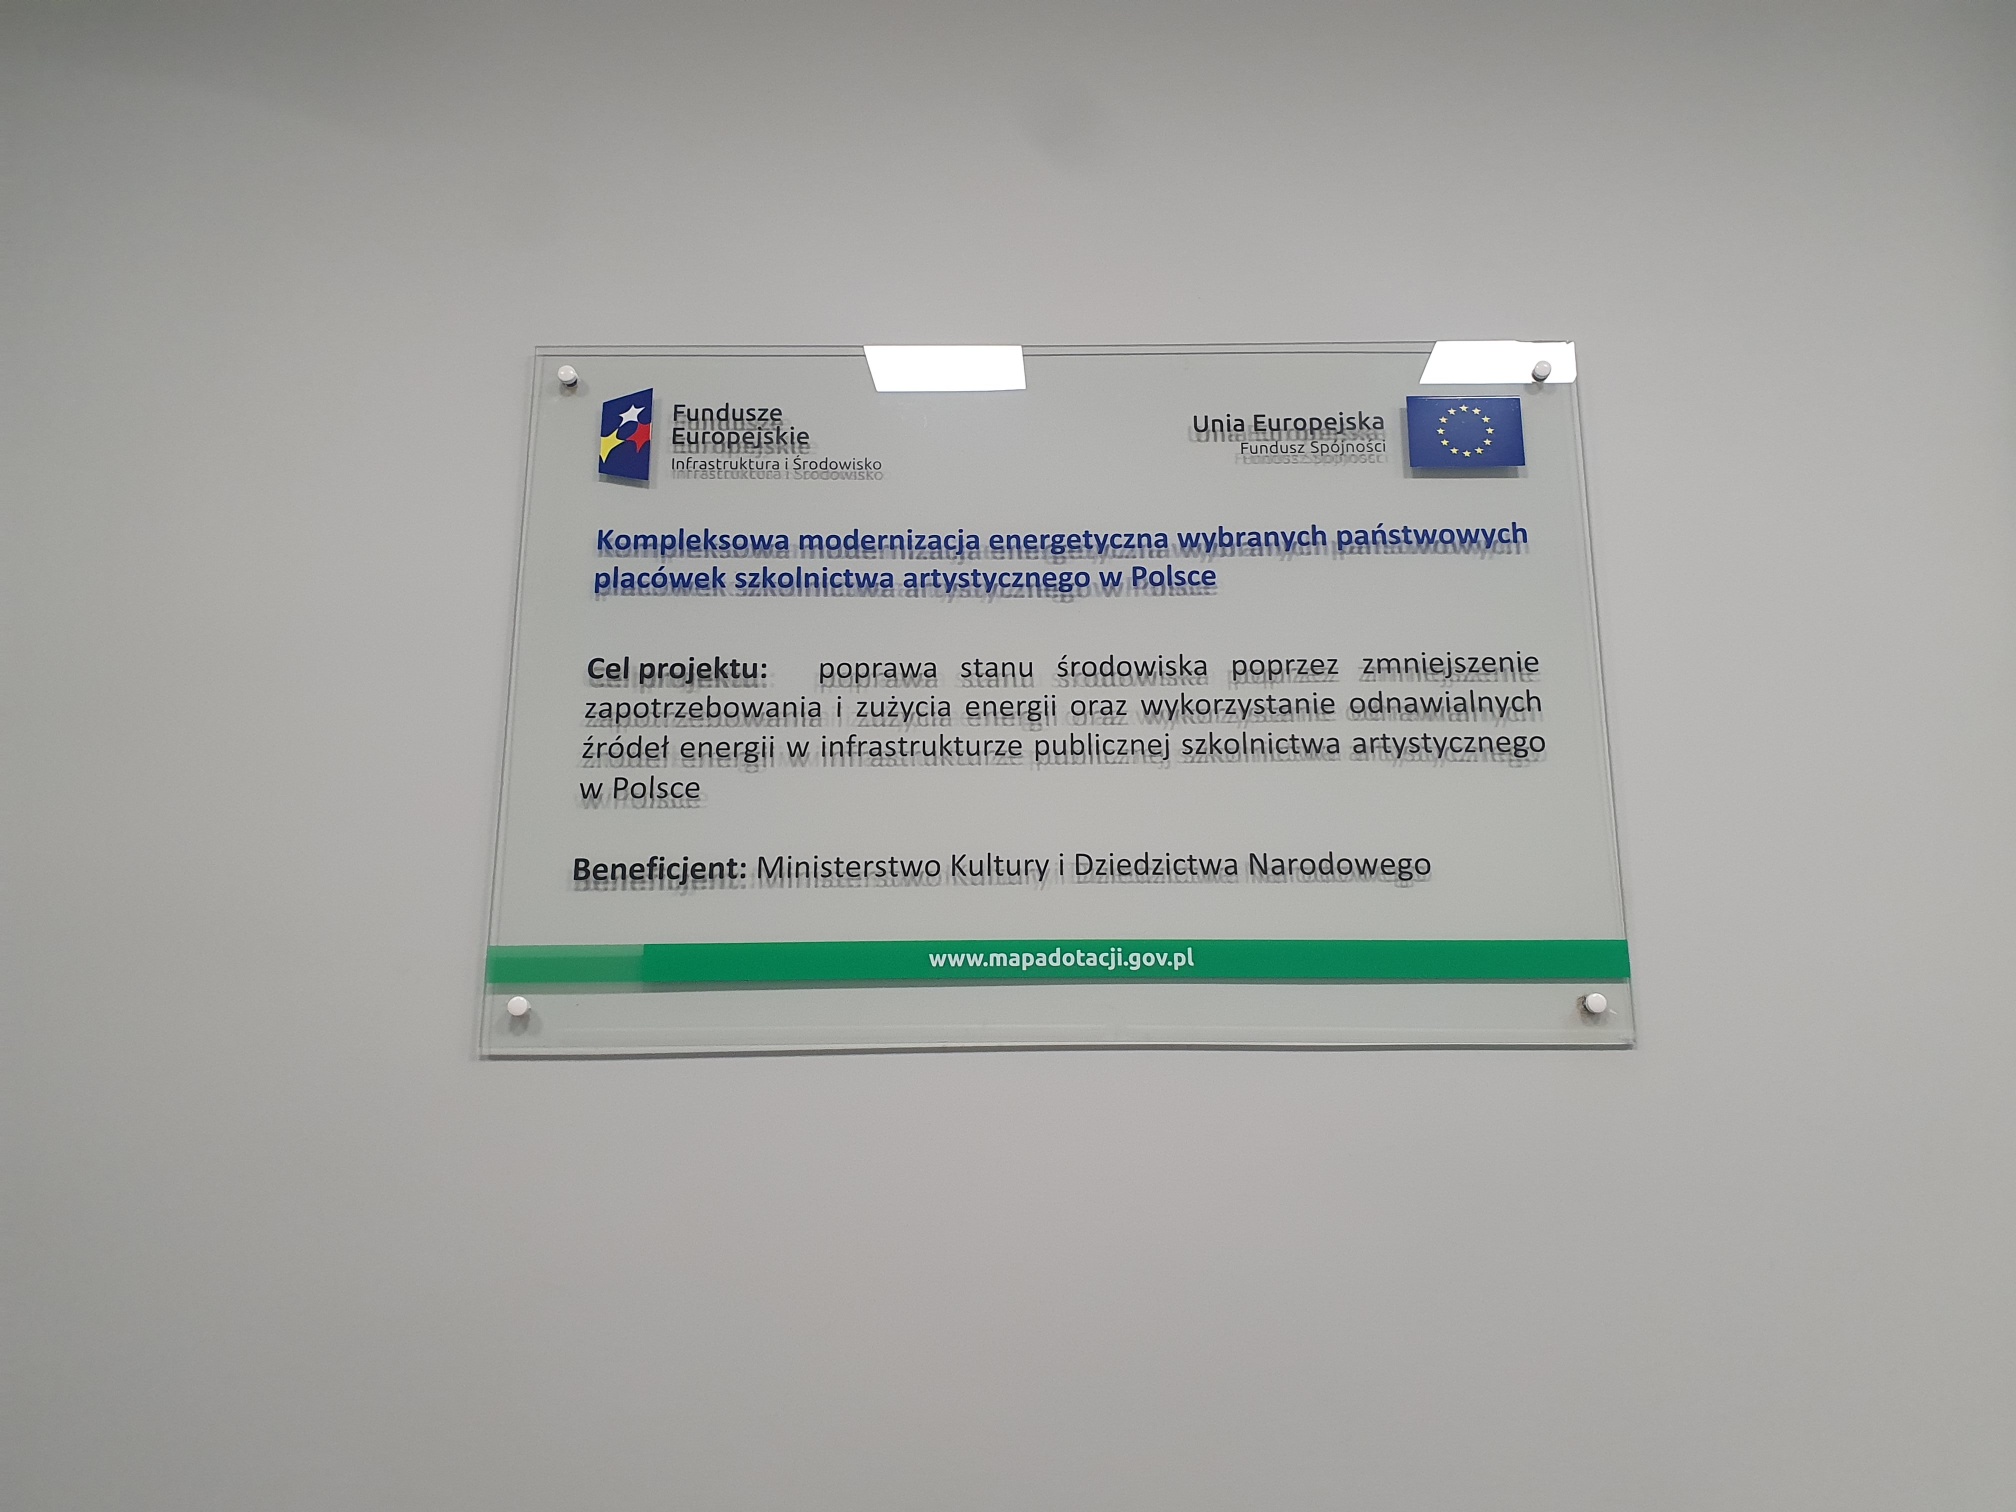 Fundusze
Europejskie
Infrastruktura i Środowisko
Unia Europejska
Fundusz Spójności
Kompleksowa modernizacja energetyczna wybranych państwowych
placówek szkolnictwa artystycznego w Polsce
Cel projektu: poprawa stanu środowiska poprzez zmniejszenie
zapotrzebowania i zużycia energii oraz wykorzystanie odnawialnych
źródeł energii w infrastrukturze publicznej szkolnictwa artystycznego
w Polsce
Beneficjent: Ministerstwo Kultury i Dziedzictwa Narodowego
www.mapadotacji.gov.pl